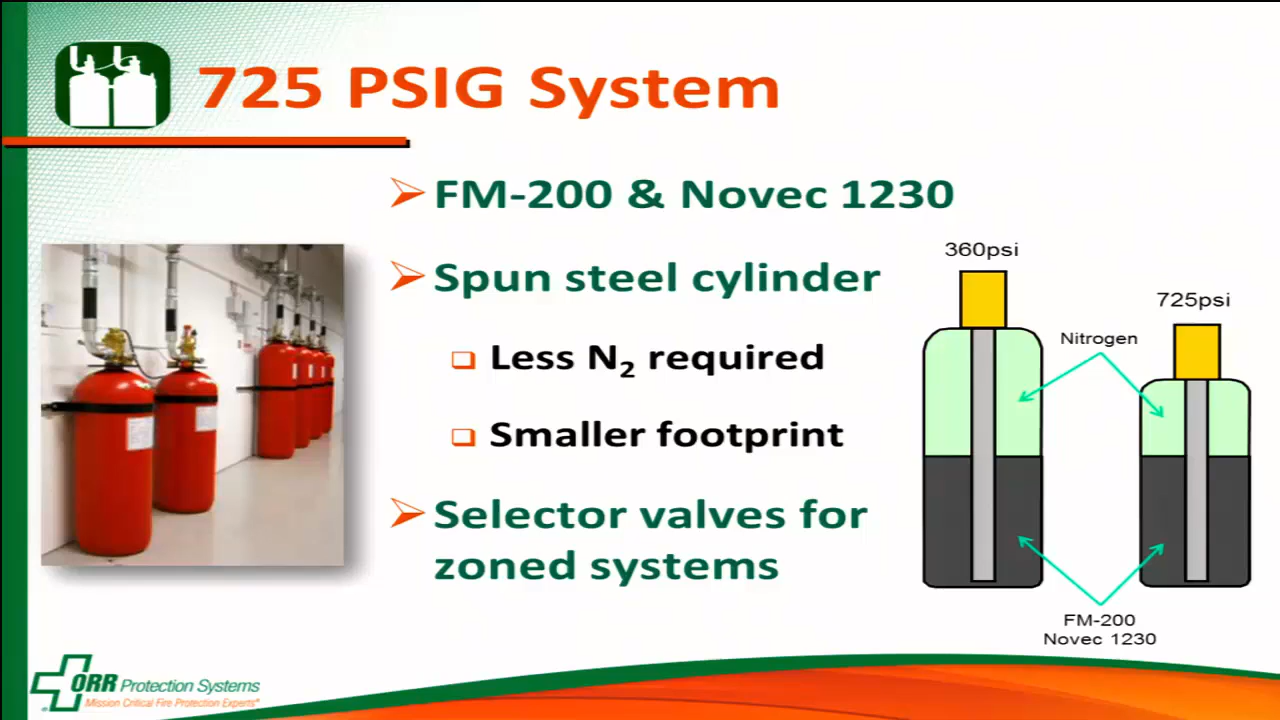 725 PSIG System
FM-200 & Novec 1230
Spun steel cylinder
Less N₂ required
Smaller footprint
Selector valves for
zoned systems
360psi
725psi
Nitrogen
FM-200
Novec 1230
ORR Protection Systems
Mission Critical Fire Protection Experts®